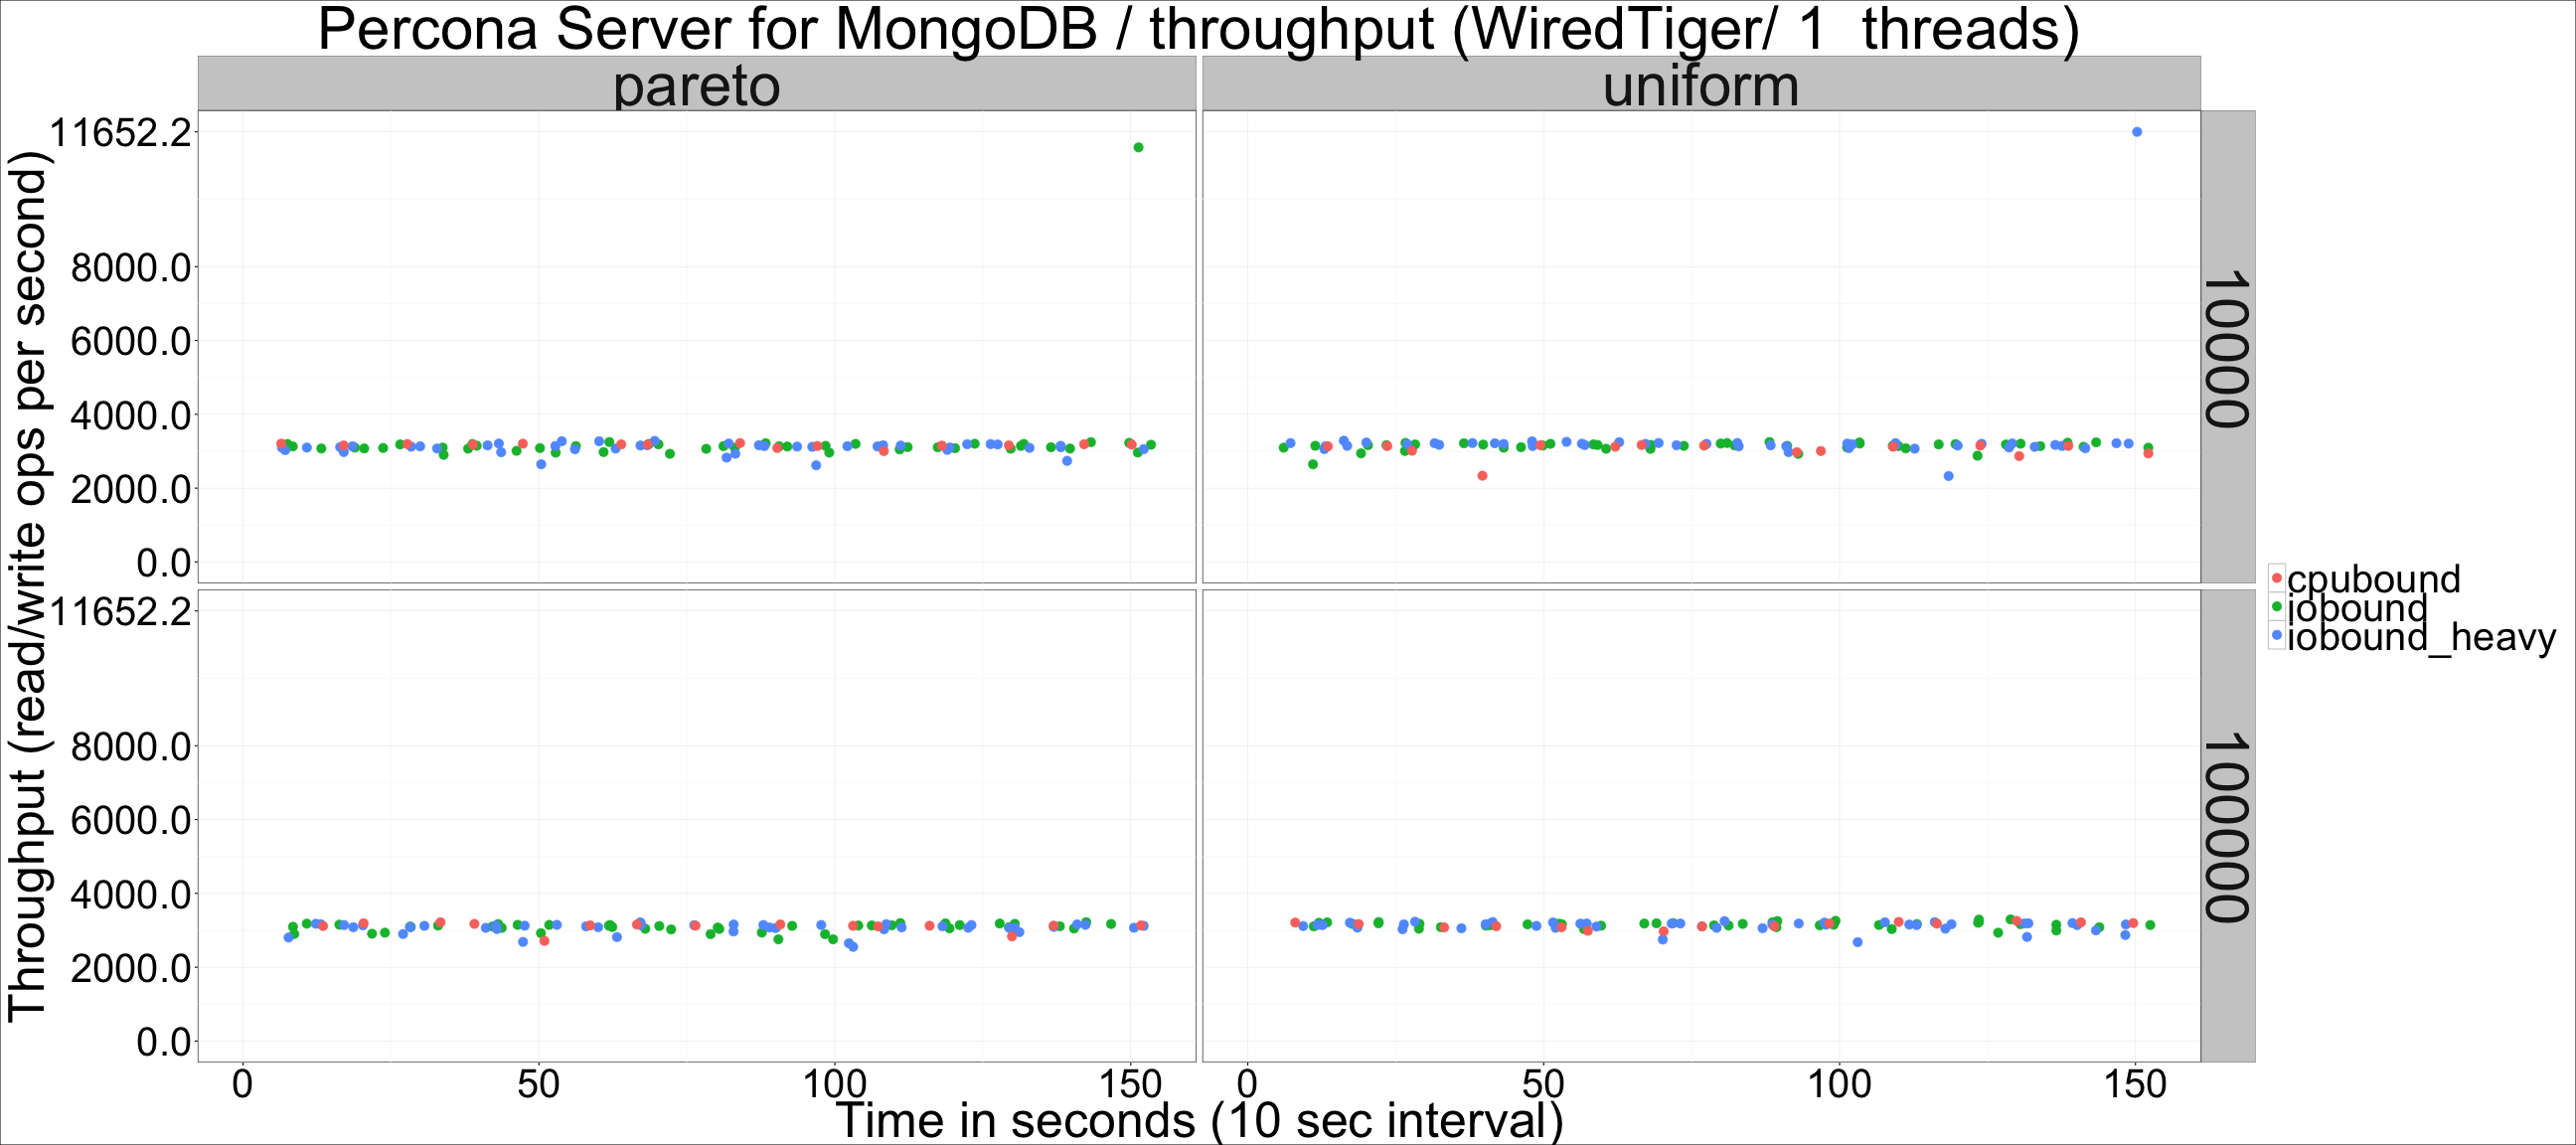 Percona Server for MongoDB / throughput (WiredTiger/ 1  threads)
pareto
uniform
Throughput (read/write ops per second)
11652.2
8000.0
6000.0
4000.0
2000.0
0.0
10000
11652.2
8000.0
6000.0
4000.0
2000.0
0.0
100000
0
50
100
150
0
50
100
150
Time in seconds (10 sec interval)
cpubound
iobound
iobound_heavy